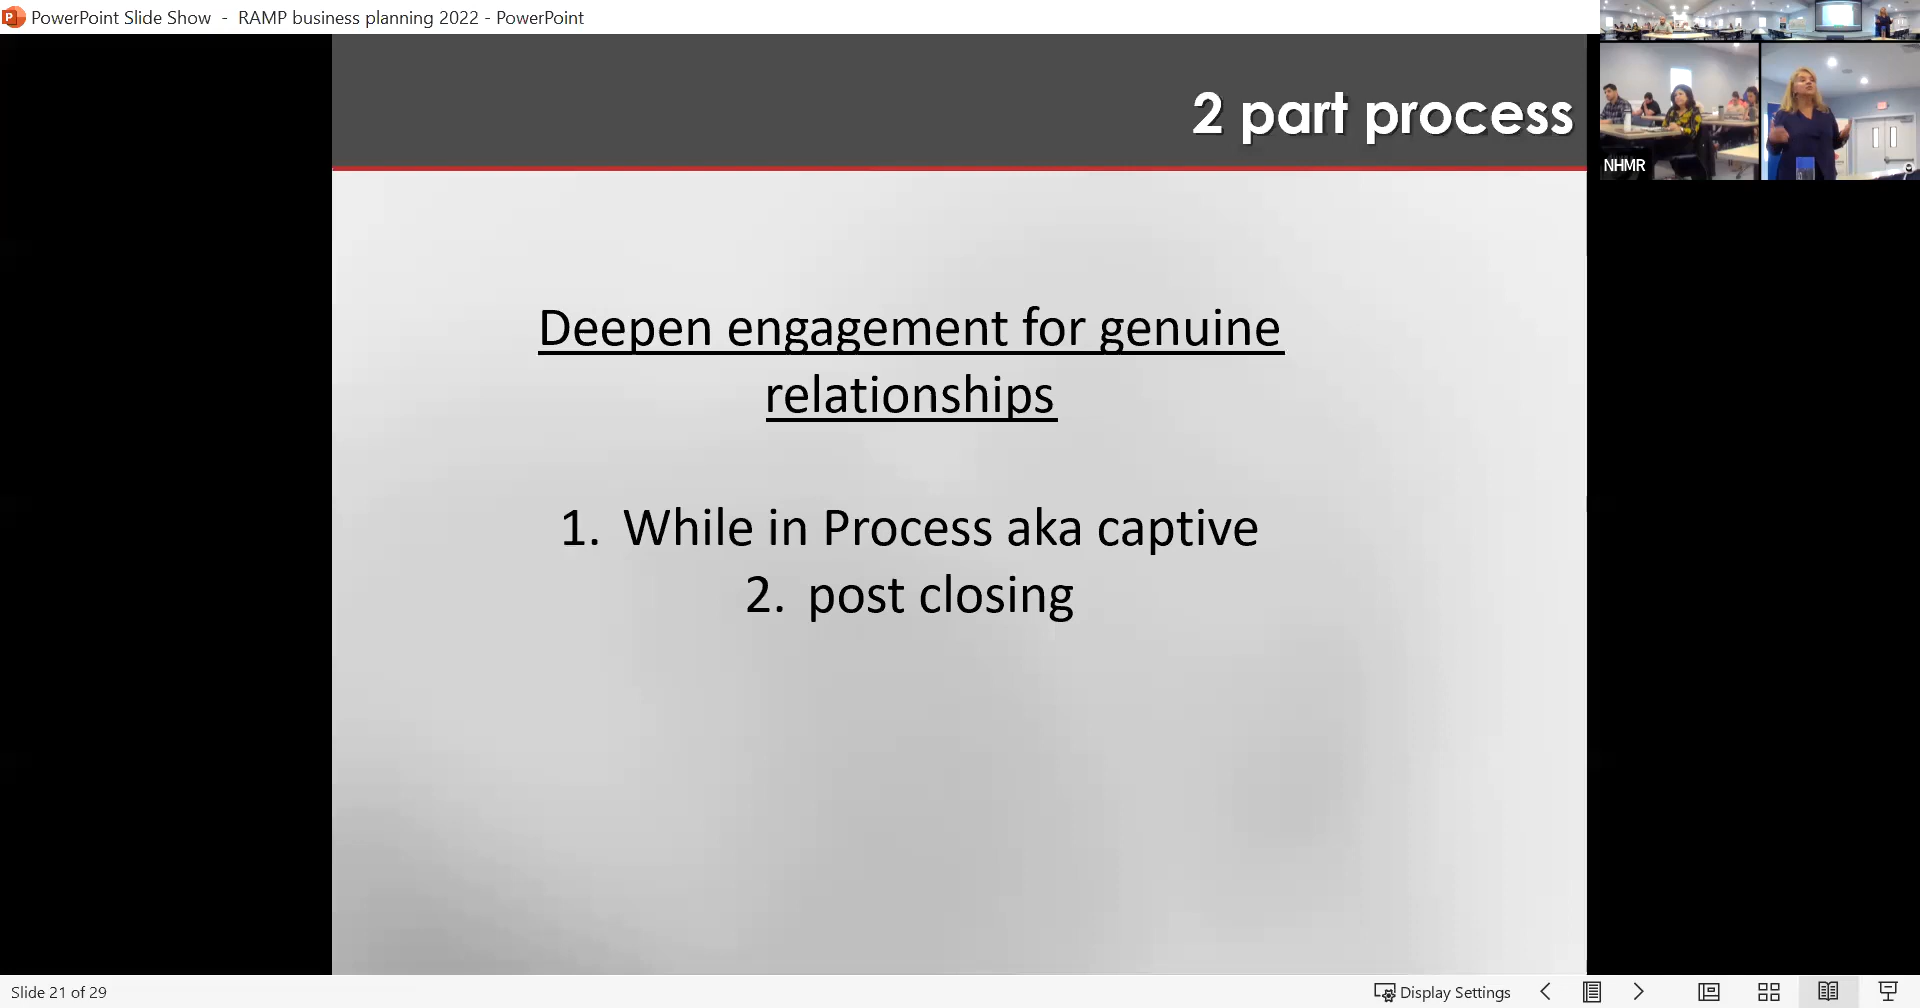 PowerPoint Slide Show - RAMP business planning 2022 - PowerPoint
2 part process
NHMR
Deepen engagement for genuine
relationships
1. While in Process aka captive
2. post closing
Slide 21 of 29
Display Settings